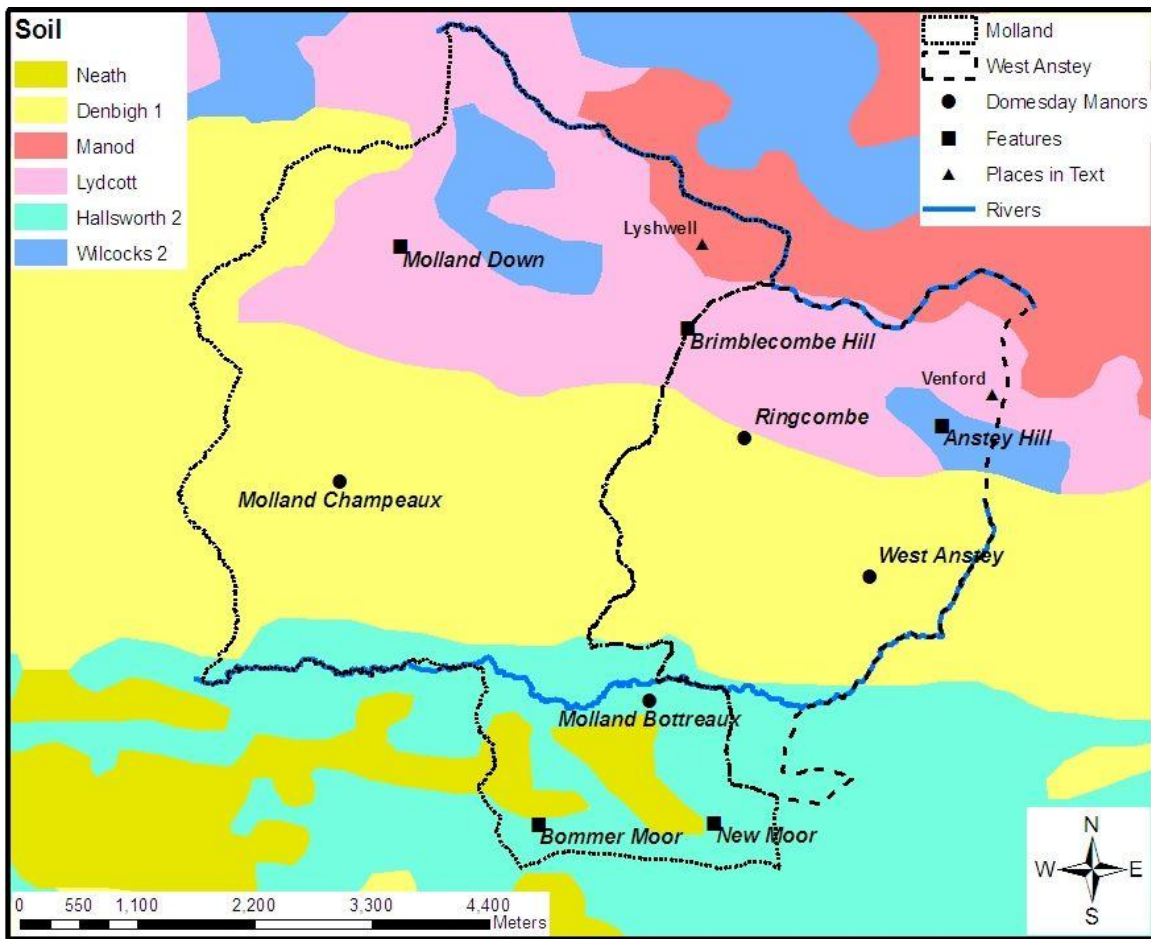 Soil
Neath
Denbigh 1
Manod
Lydcott
Hallsworth 2
Wilcocks 2
Molland
West Anstey
Domesday Manors
Features
Places in Text
Rivers
Lyshwell
Molland Down
Brimblecombe Hill
Venford
Ringcombe
Anstey Hill
Molland Champeaux
West Anstey
Molland Bottreaux
Bommer Moor
New Moor
N
W E
S
0 550 1,100 2,200 3,300 4,400
Meters